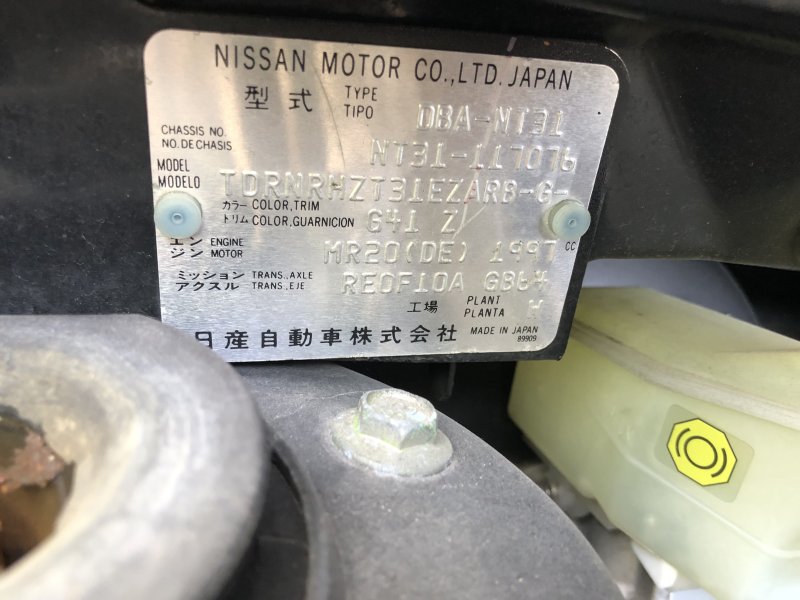 NISSAN MOTOR CO.,LTD. JAPAN
型式 TYPE TIPO DBA-NT31
CHASSIS NO. NO. DE CHASIS NT31-117076
MODEL MODELO TDRNRHZT31EZARB-G-
カラー COLOR, TRIM トリム COLOR, GUARNICION G41 Z
エンジン ENGINE MOTOR MR20(DE) 1997 CC
ミッション アクスル TRANS., AXLE TRANS., EJE RE0F10A GB64
工場 PLANT PLANTA W
日産自動車株式会社 MADE IN JAPAN
89909